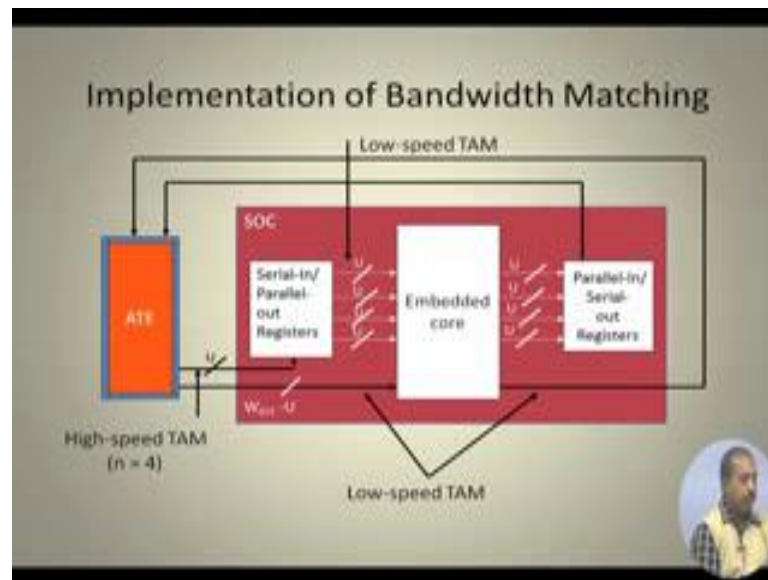 Implementation of Bandwidth Matching
Low-speed TAM
SOC
ATE
Serial-In/
Parallel-
out
Registers
U
U
U
U
Embedded
core
U
U
U
U
Parallel-In/
Serial-
out
Registers
U
W
-U
High-speed TAM
(n = 4)
Low-speed TAM